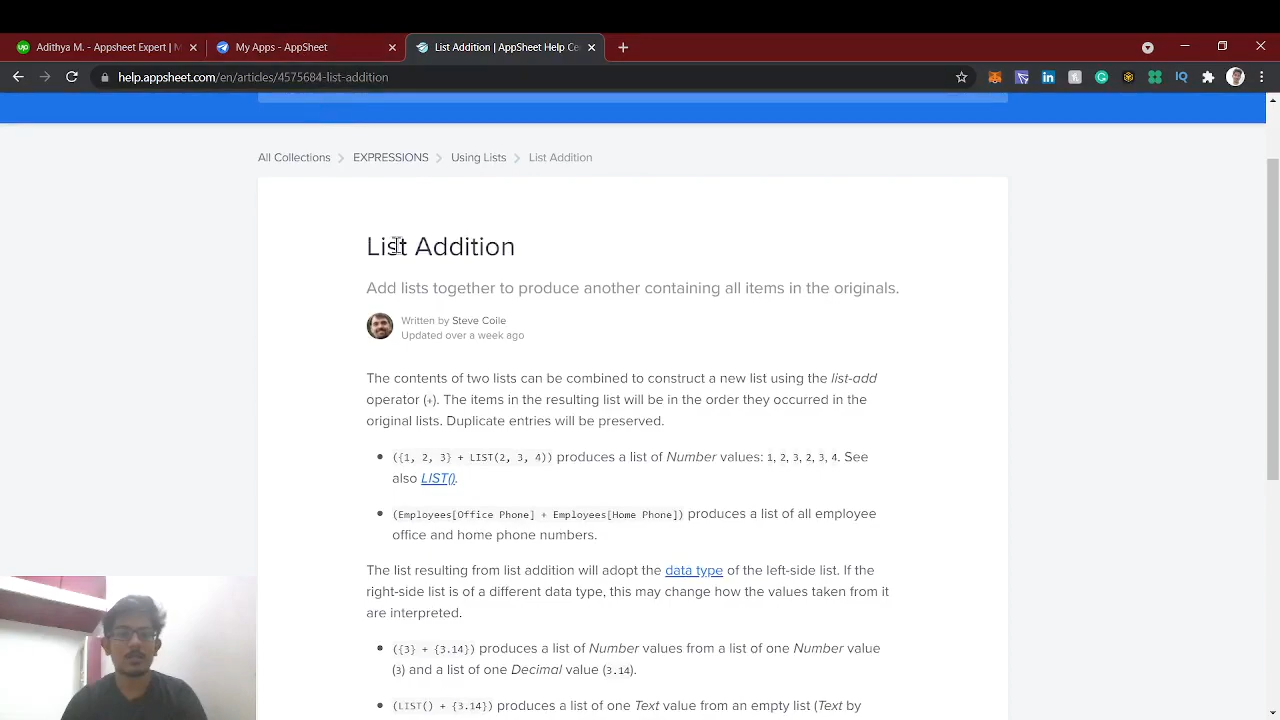 Adithya M. - Appsheet Expert | M
My Apps - AppSheet
List Addition | AppSheet Help Ce
help.appsheet.com/en/articles/4575684-list-addition
All Collections > EXPRESSIONS > Using Lists > List Addition
List Addition
Add lists together to produce another containing all items in the originals.
Written by Steve Coile
Updated over a week ago
The contents of two lists can be combined to construct a new list using the list-add
operator (+). The items in the resulting list will be in the order they occurred in the
original lists. Duplicate entries will be preserved.
({1, 2, 3} + LIST(2, 3, 4)) produces a list of Number values: 1, 2, 3, 2, 3, 4. See
also LIST().
(Employees[Office Phone] + Employees[Home Phone]) produces a list of all employee
office and home phone numbers.
The list resulting from list addition will adopt the data type of the left-side list. If the
right-side list is of a different data type, this may change how the values taken from it
are interpreted.
({3} + {3.14}) produces a list of Number values from a list of one Number value
(3) and a list of one Decimal value (3.14).
(LIST() + {3.14}) produces a list of one Text value from an empty list (Text by